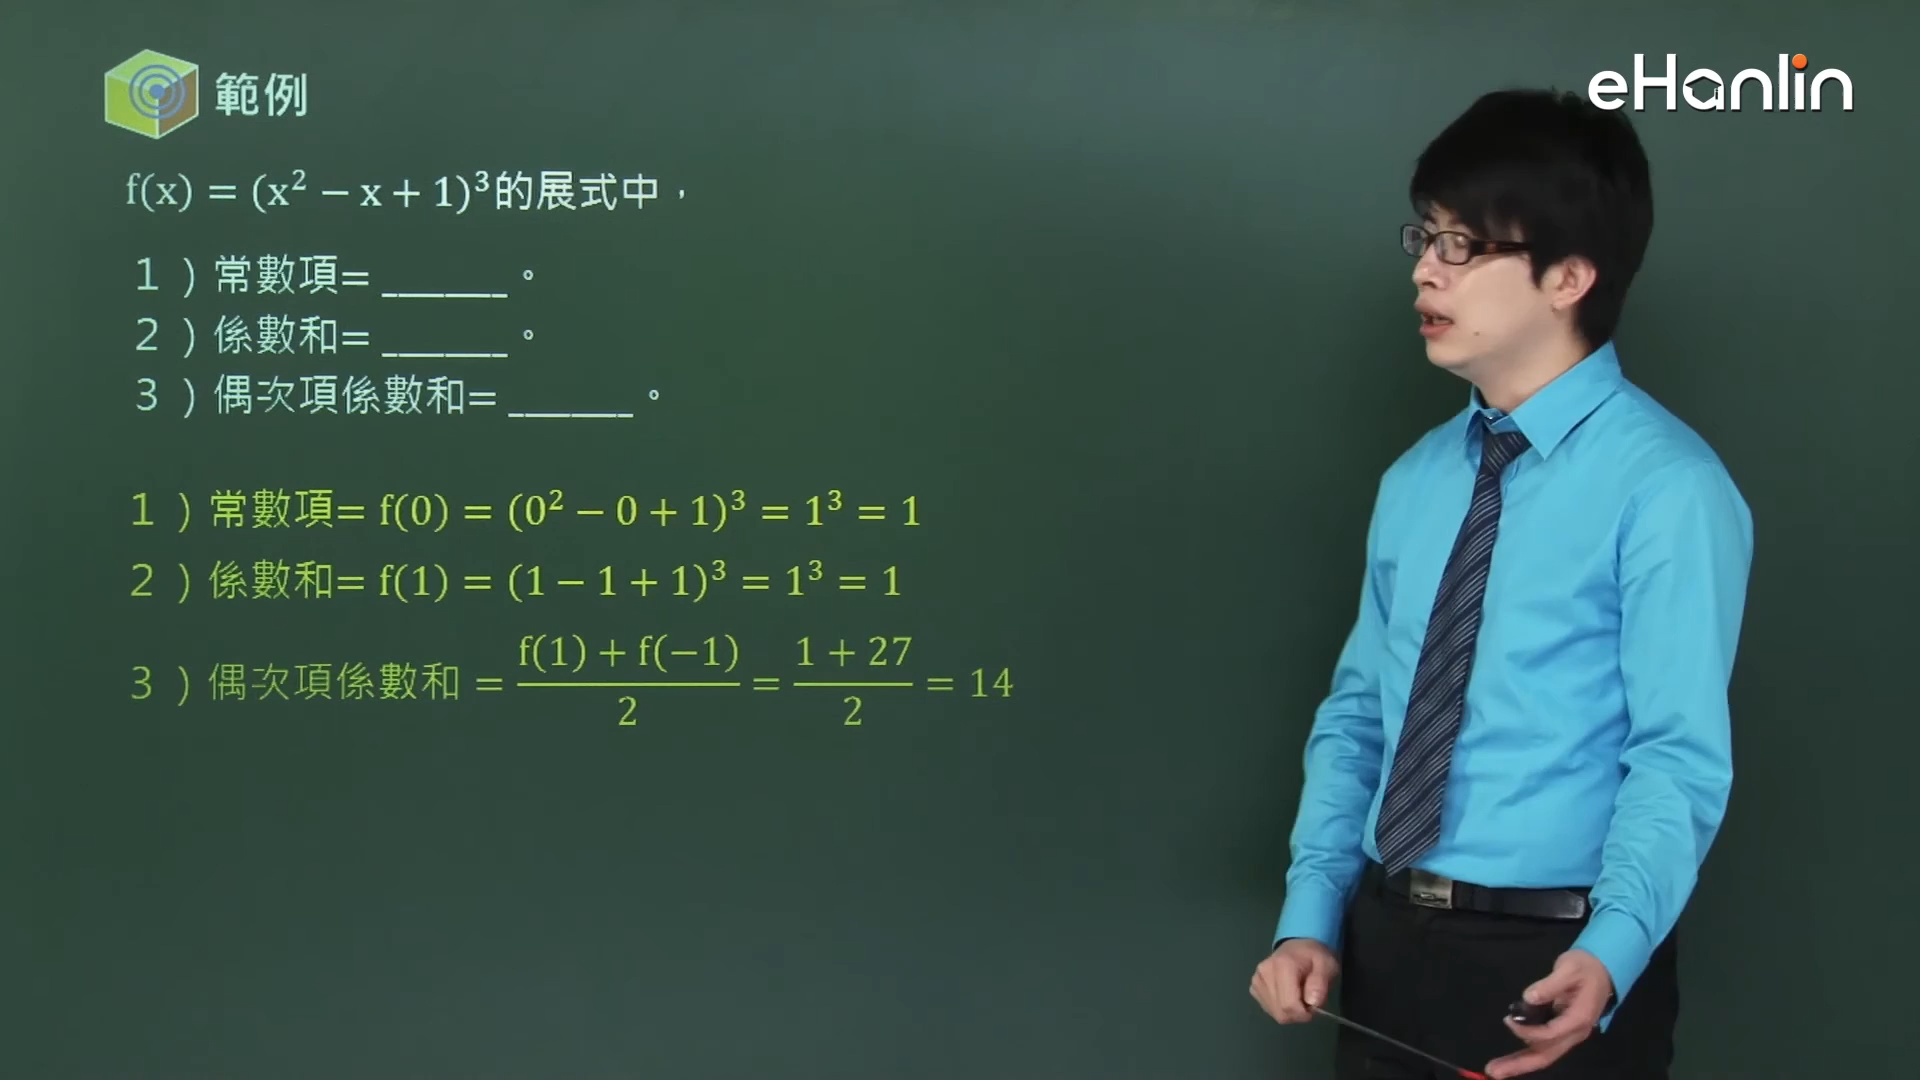 eHanlin
範例
f(x) = (x² − x + 1)³的展式中，
1）常數項= ______。
2）係數和= ______。
3）偶次項係數和= ______。
1）常數項= f(0) = (0² − 0 + 1)³ = 1³ = 1
2）係數和= f(1) = (1 − 1 + 1)³ = 1³ = 1
3）偶次項係數和 = \frac{f(1) + f(−1)}{2} = \frac{1 + 27}{2} = 14